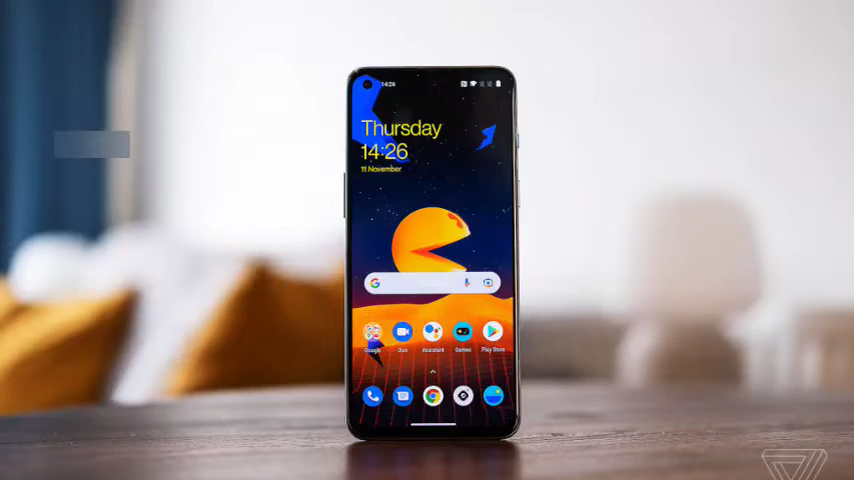 14:26
Thursday
14:26
11 November
Google
Duo
Assistant
Games
Play Store